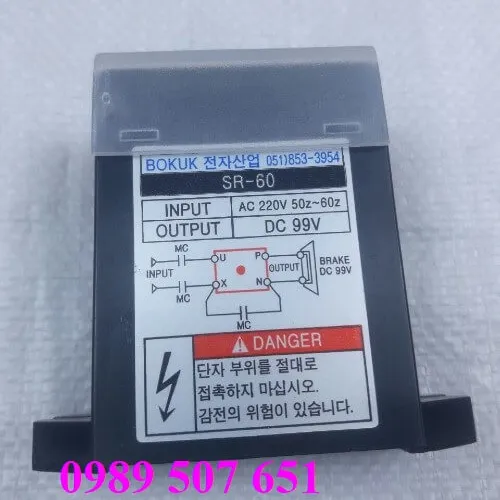 BOKUK 전자산업 051)853-3954
SR-60
INPUT AC 220V 50z~60z
OUTPUT DC 99V
MC
U P
INPUT OUTPUT BRAKE DC 99V
X N
MC
MC
DANGER
단자 부위를 절대로
접촉하지 마십시오.
감전의 위험이 있습니다.
0989 507 651